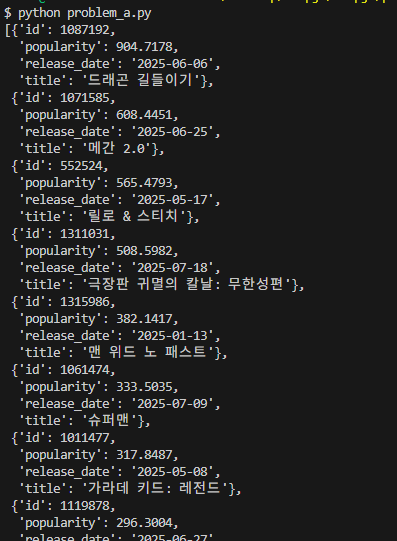 $ python problem_a.py
[{'id': 1087192,
  'popularity': 904.7178,
  'release_date': '2025-06-06',
  'title': '드래곤 길들이기'},
 {'id': 1071585,
  'popularity': 608.4451,
  'release_date': '2025-06-25',
  'title': '메간 2.0'},
 {'id': 552524,
  'popularity': 565.4793,
  'release_date': '2025-05-17',
  'title': '릴로 & 스티치'},
 {'id': 1311031,
  'popularity': 508.5982,
  'release_date': '2025-07-18',
  'title': '극장판 귀멸의 칼날: 무한성편'},
 {'id': 1315986,
  'popularity': 382.1417,
  'release_date': '2025-01-13',
  'title': '맨 위드 노 패스트'},
 {'id': 1061474,
  'popularity': 333.5035,
  'release_date': '2025-07-09',
  'title': '슈퍼맨'},
 {'id': 1011477,
  'popularity': 317.8487,
  'release_date': '2025-05-08',
  'title': '가라데 키드: 레전드'},
 {'id': 1119878,
  'popularity': 296.3004,
  'release_date': '2025-06-27',